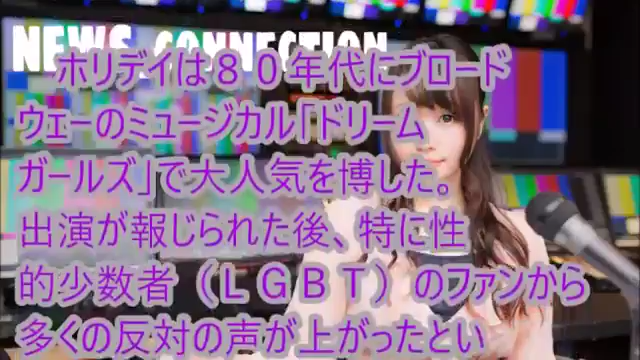 NEWS CONNECTION
ホリデイは８０年代にブロード
ウェーのミュージカル「ドリーム
ガールズ」で大人気を博した。
出演が報じられた後、特に性
的少数者（ＬＧＢＴ）のファンから
多くの反対の声が上がったとい